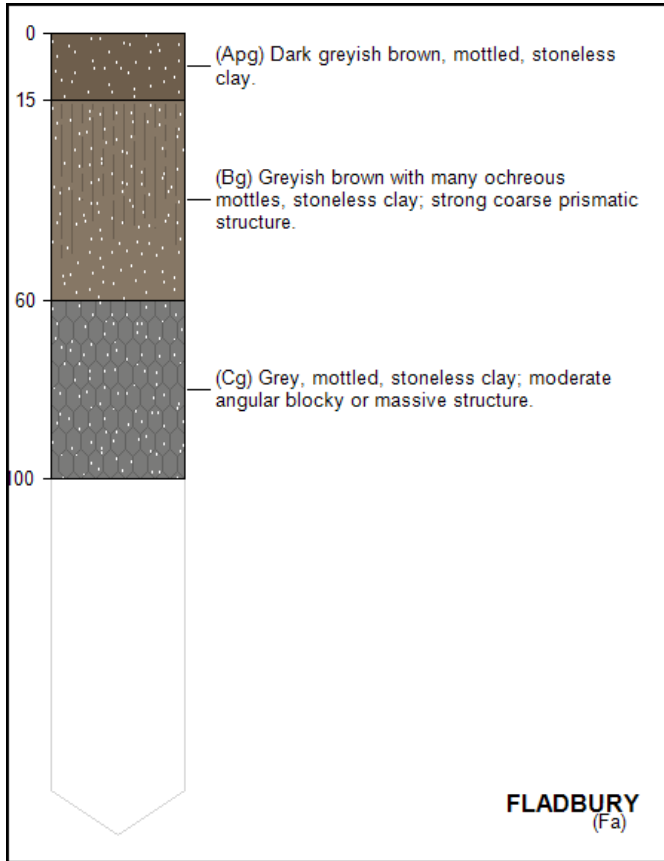 0
(Apg) Dark greyish brown, mottled, stoneless
clay.
15
(Bg) Greyish brown with many ochreous
mottles, stoneless clay; strong coarse prismatic
structure.
60
(Cg) Grey, mottled, stoneless clay; moderate
angular blocky or massive structure.
100
FLADBURY
(Fa)